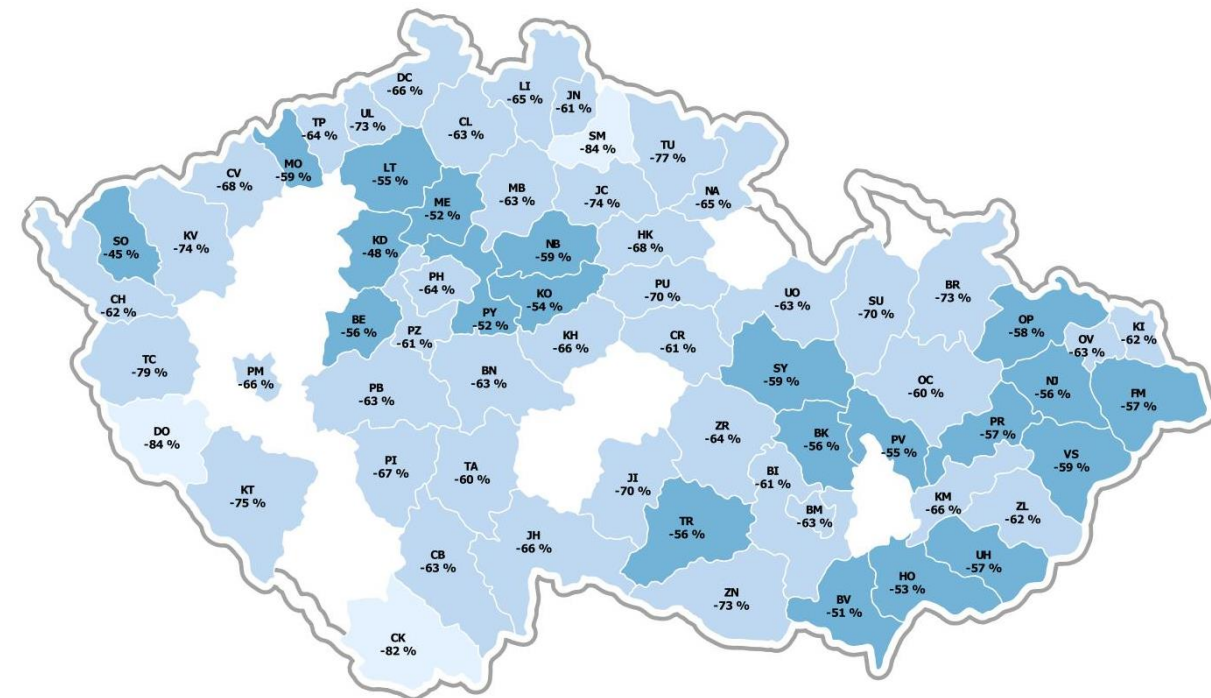 DC
-66 %
LI
-65 %
JN
-61 %
TP
-64 %
UL
-73 %
CL
-63 %
SM
-84 %
TU
-77 %
MO
-59 %
CV
-68 %
LT
-55 %
MB
-63 %
JC
-74 %
NA
-65 %
ME
-52 %
SO
-45 %
KV
-74 %
KD
-48 %
NB
-59 %
HK
-68 %
PH
-64 %
KO
-54 %
PU
-70 %
UO
-63 %
SU
-70 %
BR
-73 %
CH
-62 %
BE
-56 %
PZ
-61 %
PY
-52 %
KH
-66 %
CR
-61 %
OP
-58 %
OV
-63 %
KI
-62 %
TC
-79 %
PM
-66 %
PB
-63 %
BN
-63 %
SY
-59 %
OC
-60 %
NJ
-56 %
FM
-57 %
DO
-84 %
ZR
-64 %
BK
-56 %
PV
-55 %
PR
-57 %
VS
-59 %
KT
-75 %
PI
-67 %
TA
-60 %
JI
-70 %
BI
-61 %
BM
-63 %
KM
-66 %
ZL
-62 %
TR
-56 %
JH
-66 %
CB
-63 %
UH
-57 %
HO
-53 %
ZN
-73 %
BV
-51 %
CK
-82 %